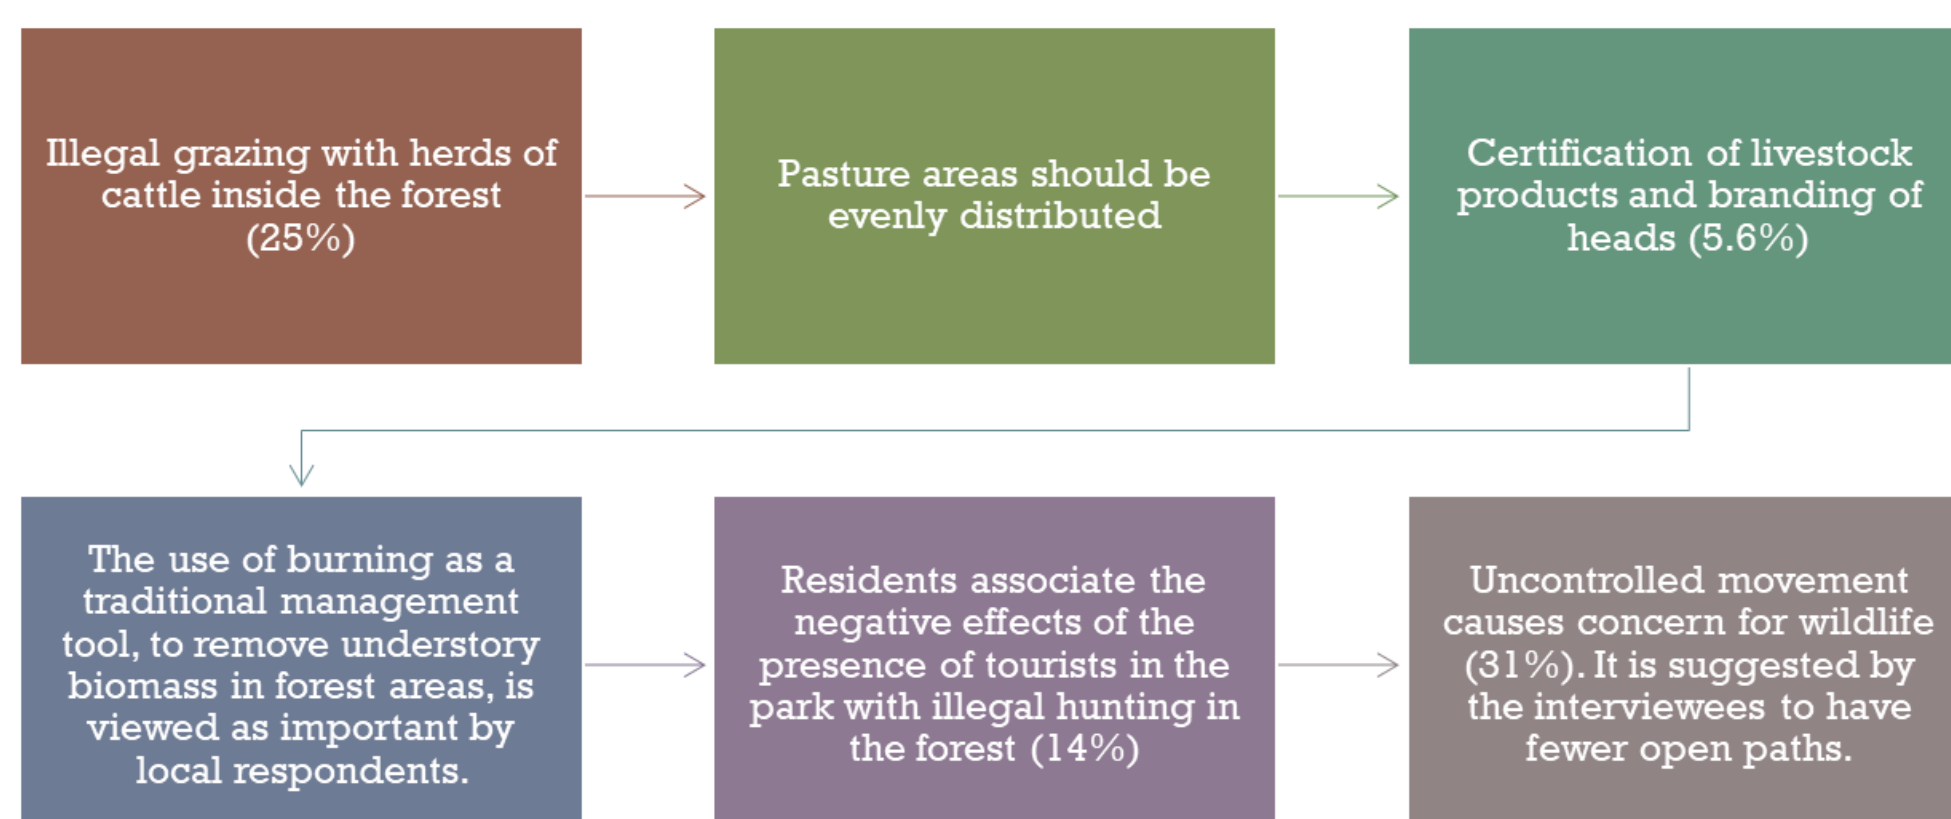 Illegal grazing with herds of
cattle inside the forest
(25%)
Pasture areas should be
evenly distributed
Certification of livestock
products and branding of
heads (5.6%)
The use of burning as a
traditional management
tool, to remove understory
biomass in forest areas, is
viewed as important by
local respondents.
Residents associate the
negative effects of the
presence of tourists in the
park with illegal hunting in
the forest (14%)
Uncontrolled movement
causes concern for wildlife
(31%). It is suggested by
the interviewees to have
fewer open paths.